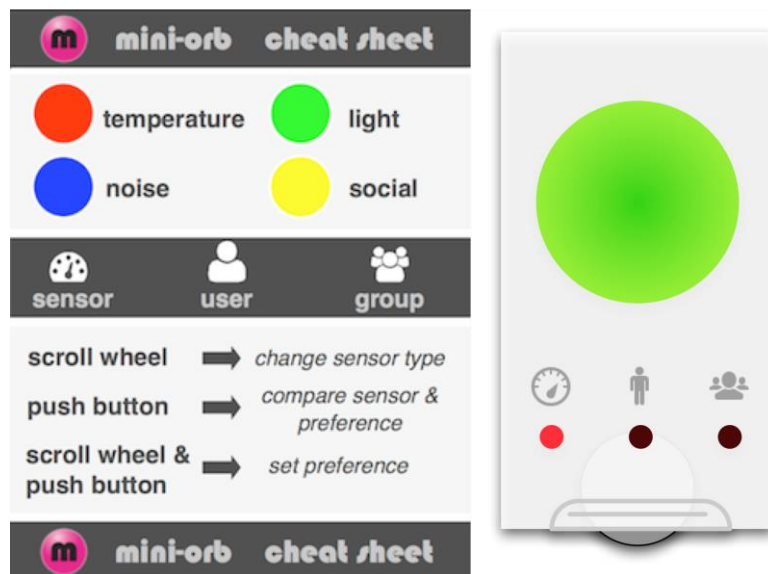 m mini-orb cheat sheet
temperature light
noise social
sensor user group
scroll wheel change sensor type
push button compare sensor &
preference
scroll wheel &
push button set preference
m mini-orb cheat sheet